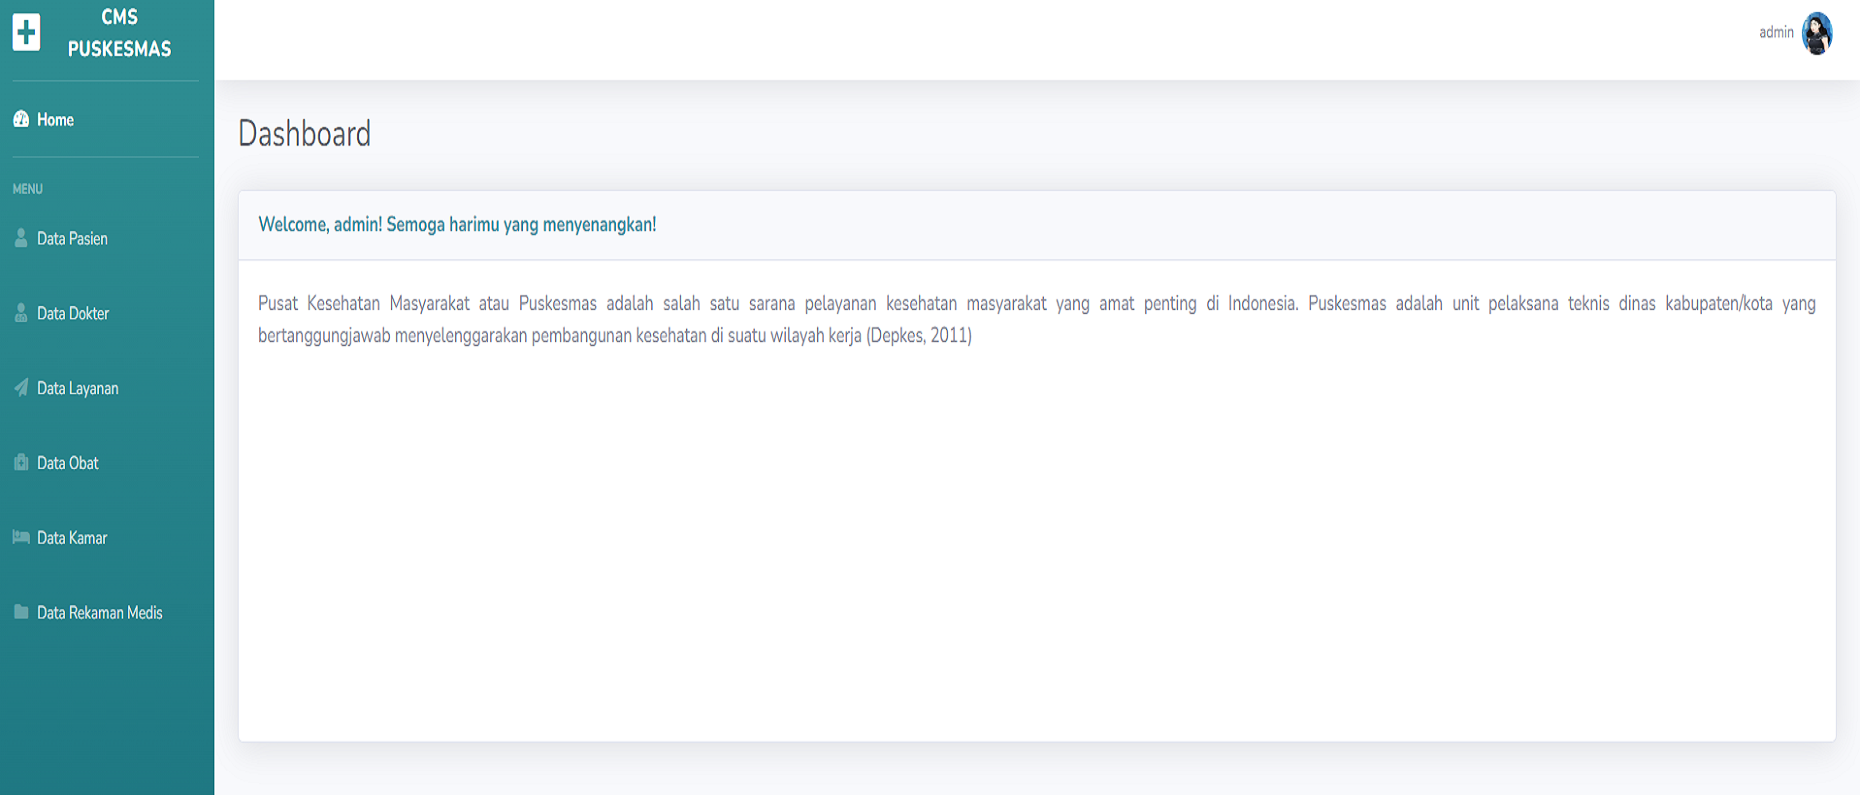 CMS
PUSKESMAS
admin
Home
MENU
Data Pasien
Data Dokter
Data Layanan
Data Obat
Data Kamar
Data Rekaman Medis
Dashboard
Welcome, admin! Semoga harimu yang menyenangkan!
Pusat Kesehatan Masyarakat atau Puskesmas adalah salah satu sarana pelayanan kesehatan masyarakat yang amat penting di Indonesia. Puskesmas adalah unit pelaksana teknis dinas kabupaten/kota yang
bertanggungjawab menyelenggarakan pembangunan kesehatan di suatu wilayah kerja (Depkes, 2011)